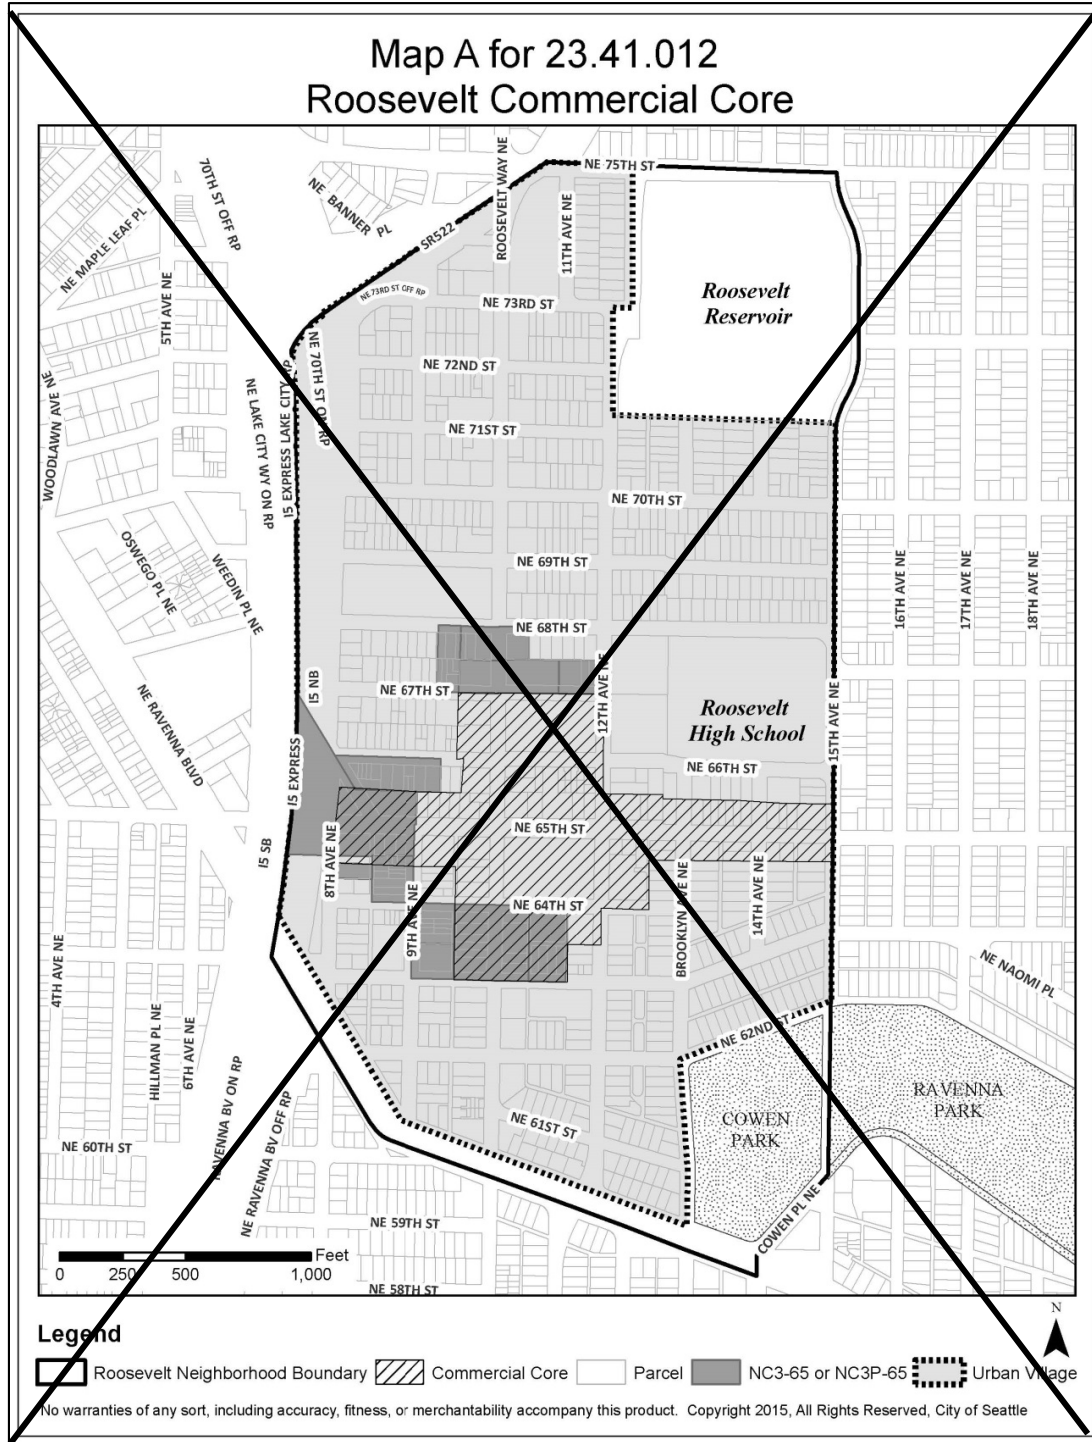 Map A for 23.41.012
Roosevelt Commercial Core
NE 75TH ST
ROOSEVELT WAY NE
11TH AVE NE
70TH ST OFF RP
NE BANNER PL
SR522
NE MAPLE LEAF PL
5TH AVE NE
NE 73RD ST OFF RP
NE 73RD ST
Roosevelt
Reservoir
NE 70TH ST ON RP
NE 72ND ST
WOODLAWN AVE NE
NE LAKE CITY WY ON RP
I5 EXPRESS LAKE CITY RP
NE 71ST ST
NE 70TH ST
OSWEGO PL NE
WEEDIN PL NE
NE 69TH ST
16TH AVE NE
17TH AVE NE
18TH AVE NE
NE 68TH ST
NE RAVENNA BLVD
I5 NB
NE 67TH ST
12TH AVE NE
Roosevelt
High School
15TH AVE NE
I5 EXPRESS
NE 66TH ST
I5 SB
8TH AVE NE
NE 65TH ST
9TH AVE NE
NE 64TH ST
BROOKLYN AVE NE
14TH AVE NE
4TH AVE NE
HILLMAN PL NE
6TH AVE NE
NE NAOMI PL
NE 62ND ST
RAVENNA BV ON RP
NE RAVENNA BV OFF RP
COWEN
PARK
RAVENNA
PARK
NE 61ST ST
NE 60TH ST
NE 59TH ST
COWEN PL NE
Feet
0 250 500 1,000
NE 58TH ST
N
Legend
Roosevelt Neighborhood Boundary Commercial Core Parcel NC3-65 or NC3P-65 Urban Village
No warranties of any sort, including accuracy, fitness, or merchantability accompany this product. Copyright 2015, All Rights Reserved, City of Seattle